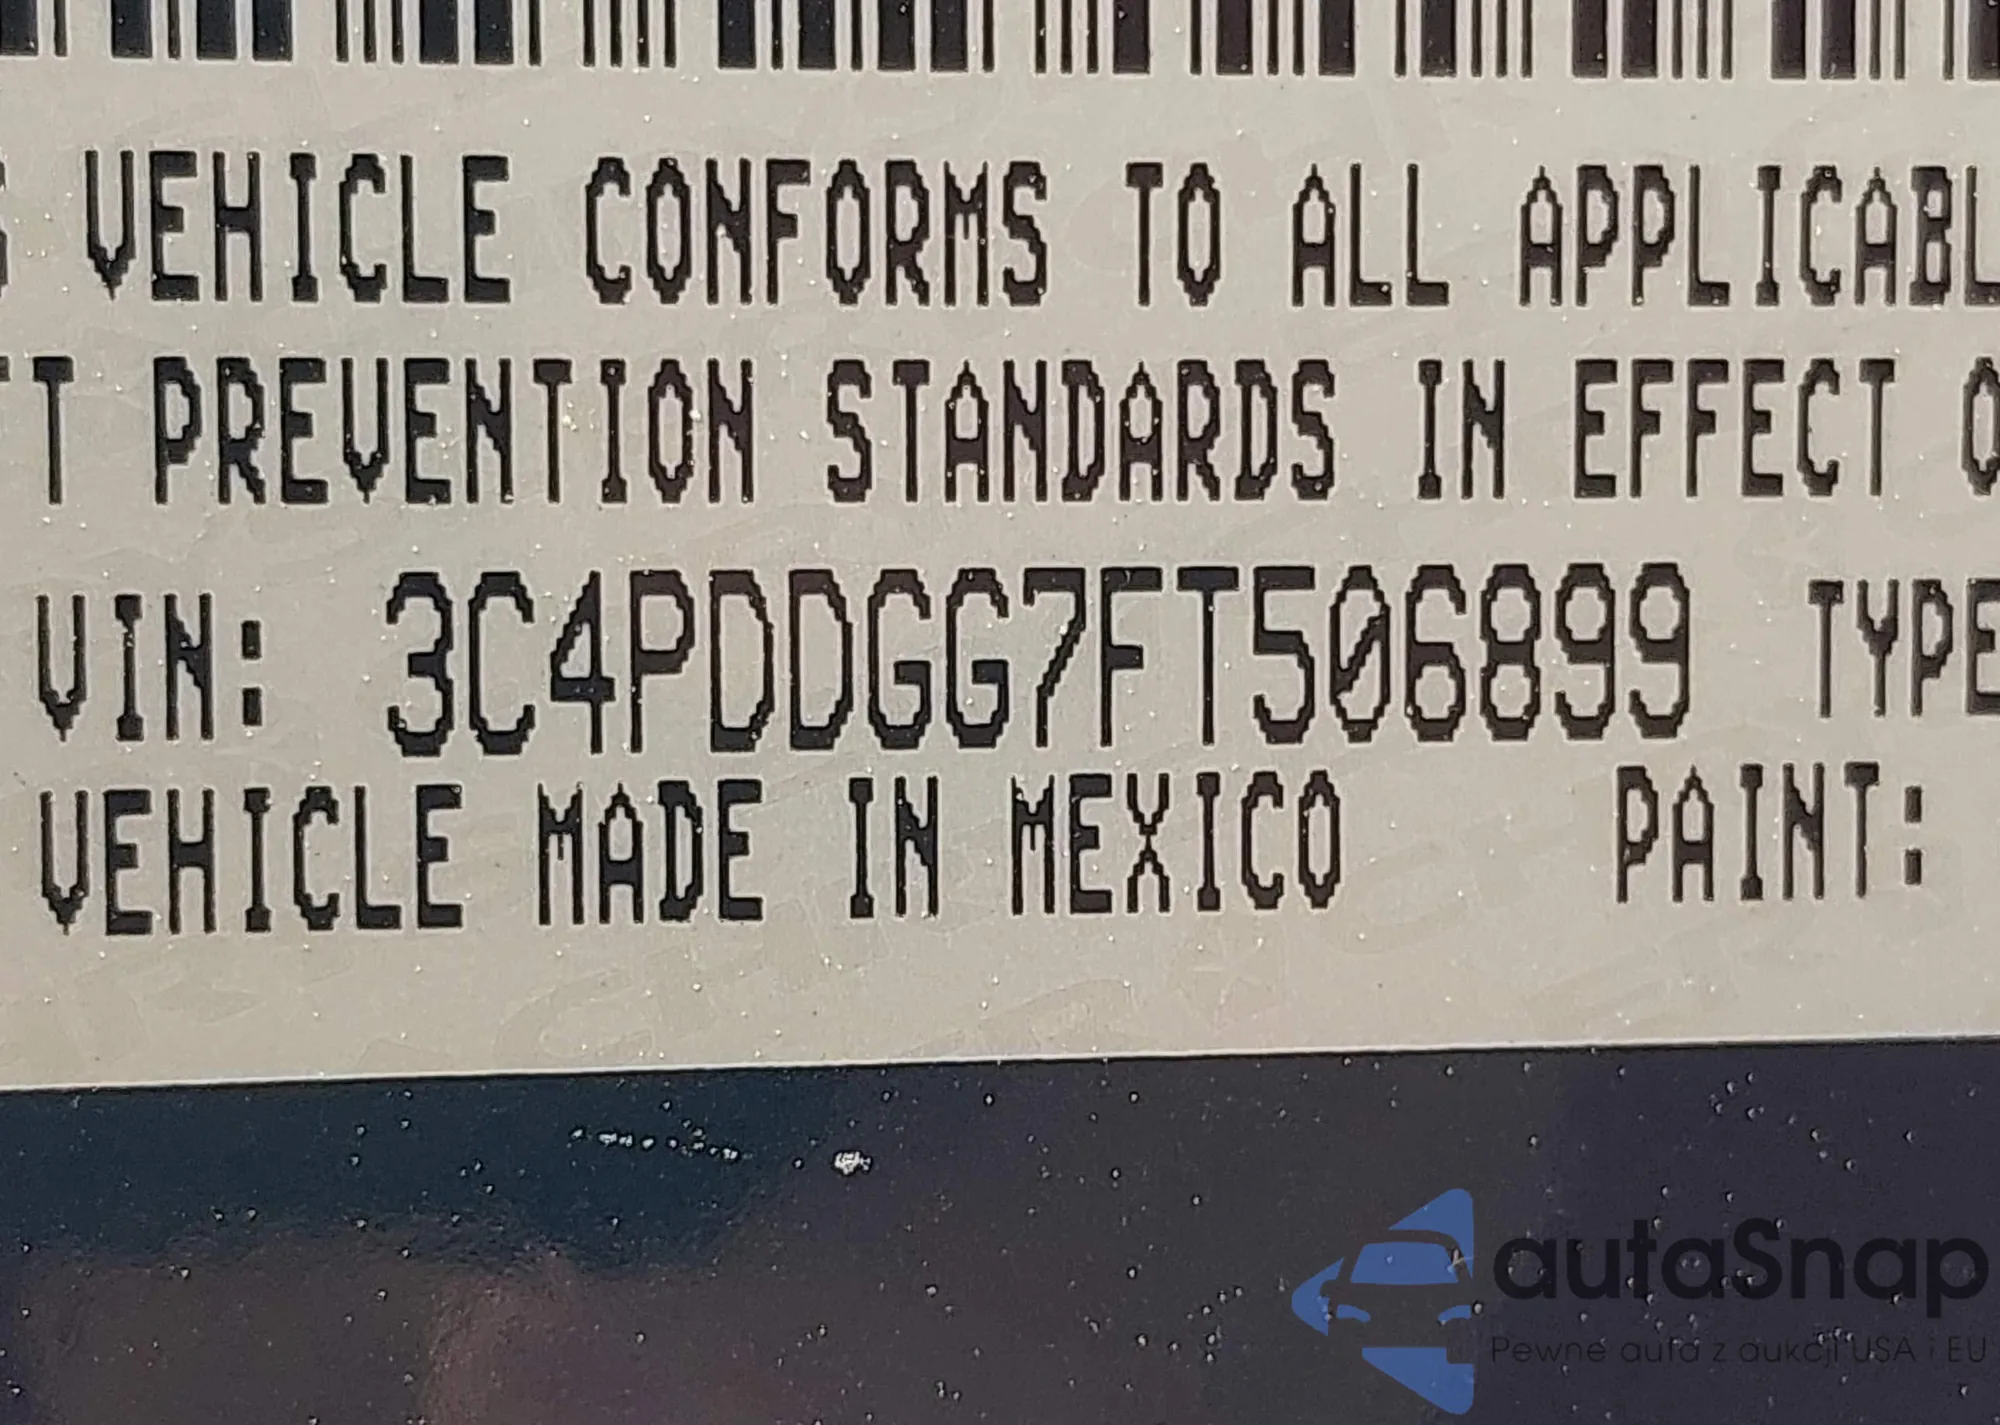 VEHICLE CONFORMS TO ALL APPLICABL
T PREVENTION STANDARDS IN EFFECT O
VIN: 3C4PDDGG7FT506899 TYPE
VEHICLE MADE IN MEXICO PAINT:
autaSnap
Pewne auta z aukcji USA i EU